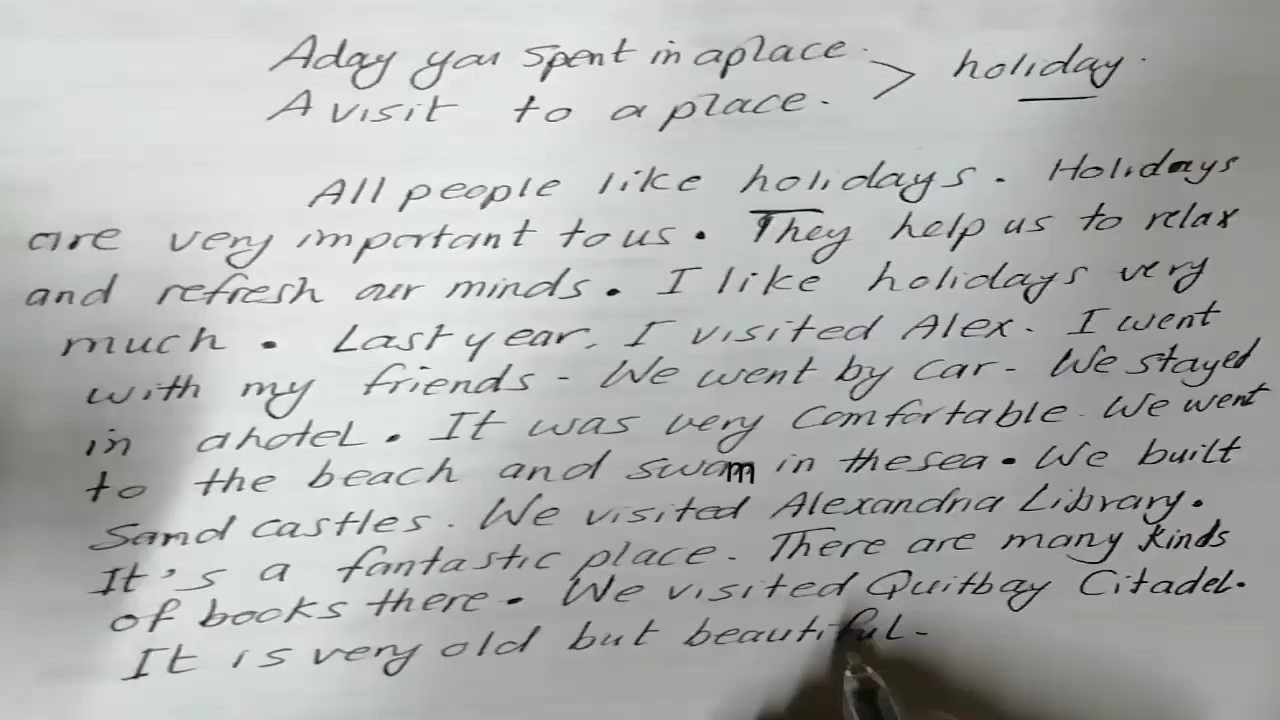 A day you spent in a place. > holiday.
A visit to a place.
All people like holidays. Holidays
are very important to us. They help us to relax
and refresh our minds. I like holidays very
much. Last year, I visited Alex. I went
with my friends - We went by car - We stayed
in a hotel. It was very comfortable. We went
to the beach and swam in the sea. We built
Sand castles. We visited Alexandria Library.
It's a fantastic place. There are many kinds
of books there. We visited Quitbay Citadel.
It is very old but beautiful.